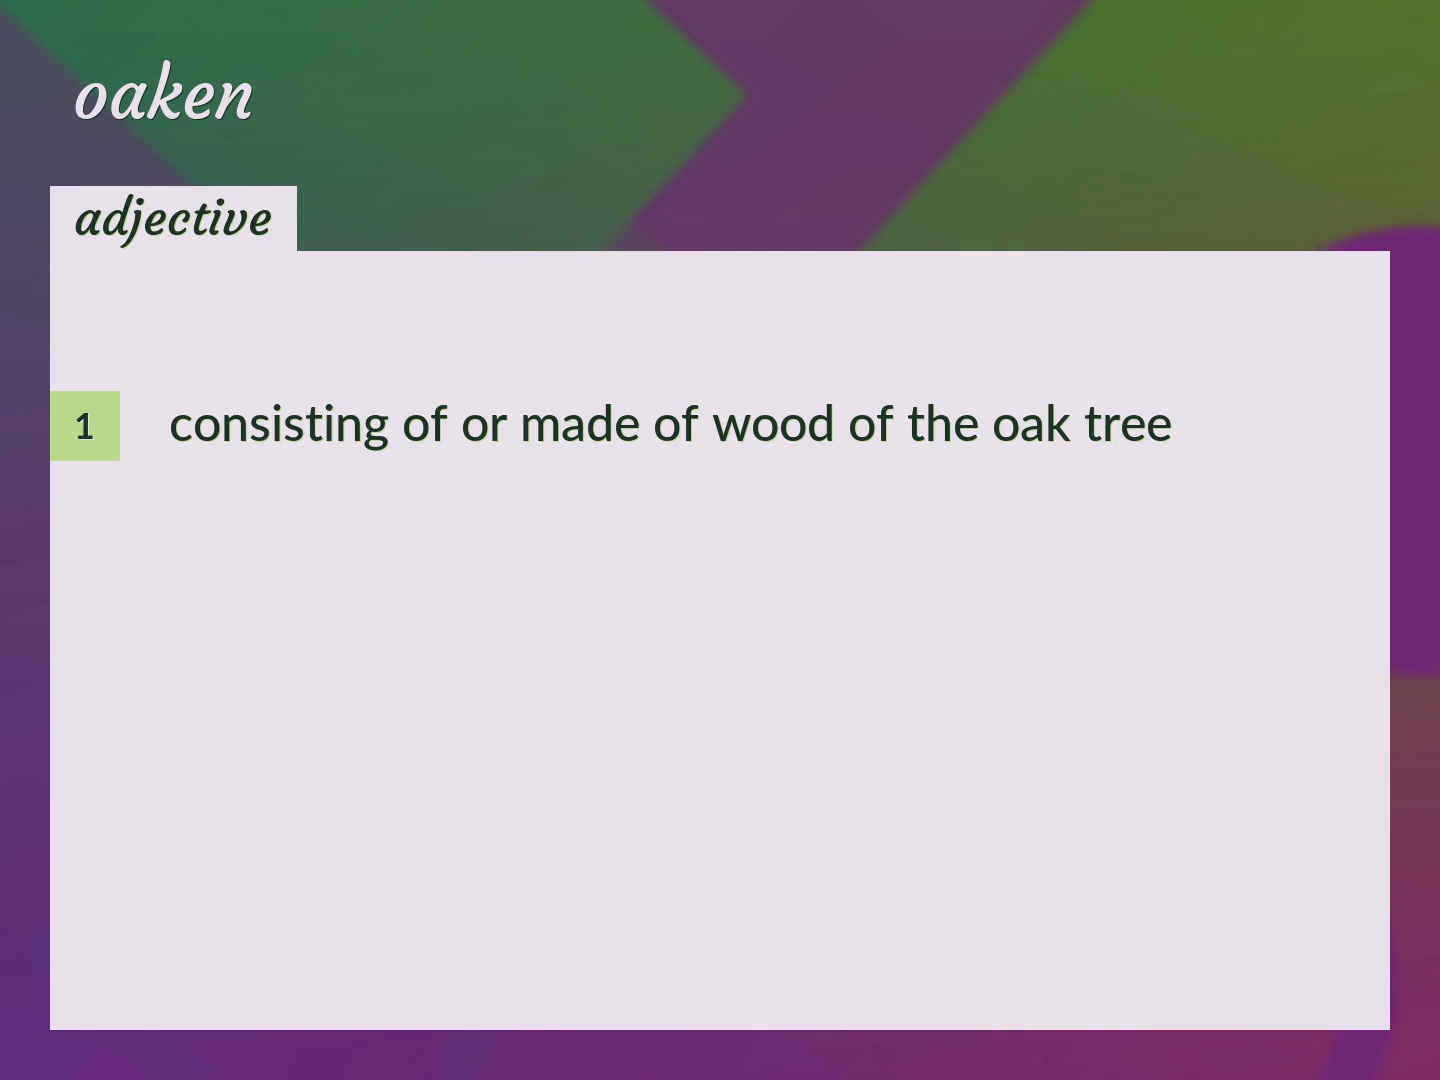 oaken
adjective
1 consisting of or made of wood of the oak tree